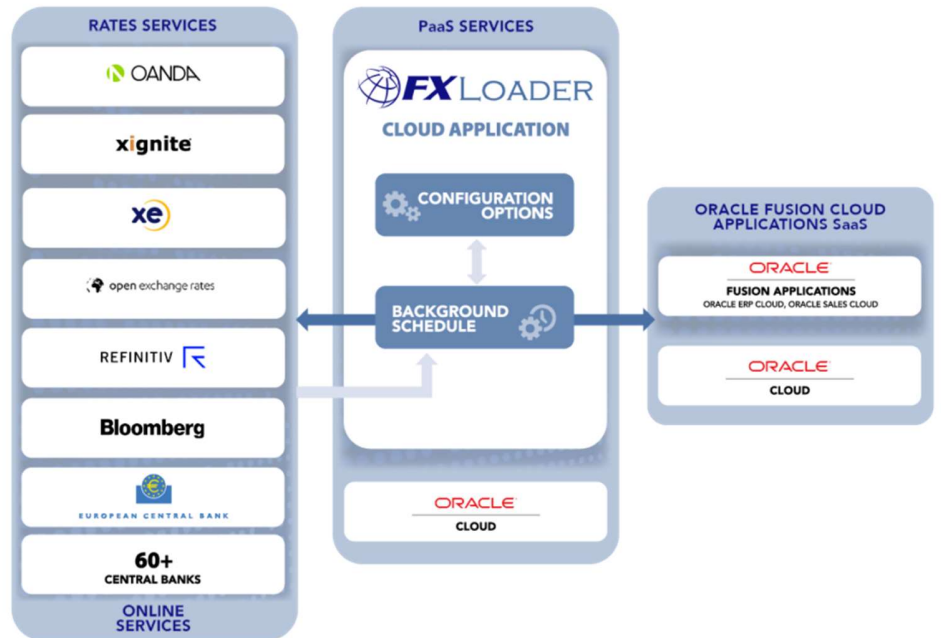 RATES SERVICES
OANDA
xignite
xe
open exchange rates
REFINITIV
Bloomberg
EUROPEAN CENTRAL BANK
60+
CENTRAL BANKS
ONLINE
SERVICES
PaaS SERVICES
FXLOADER
CLOUD APPLICATION
CONFIGURATION
OPTIONS
BACKGROUND
SCHEDULE
ORACLE
CLOUD
ORACLE FUSION CLOUD
APPLICATIONS SaaS
ORACLE
FUSION APPLICATIONS
ORACLE ERP CLOUD, ORACLE SALES CLOUD
ORACLE
CLOUD